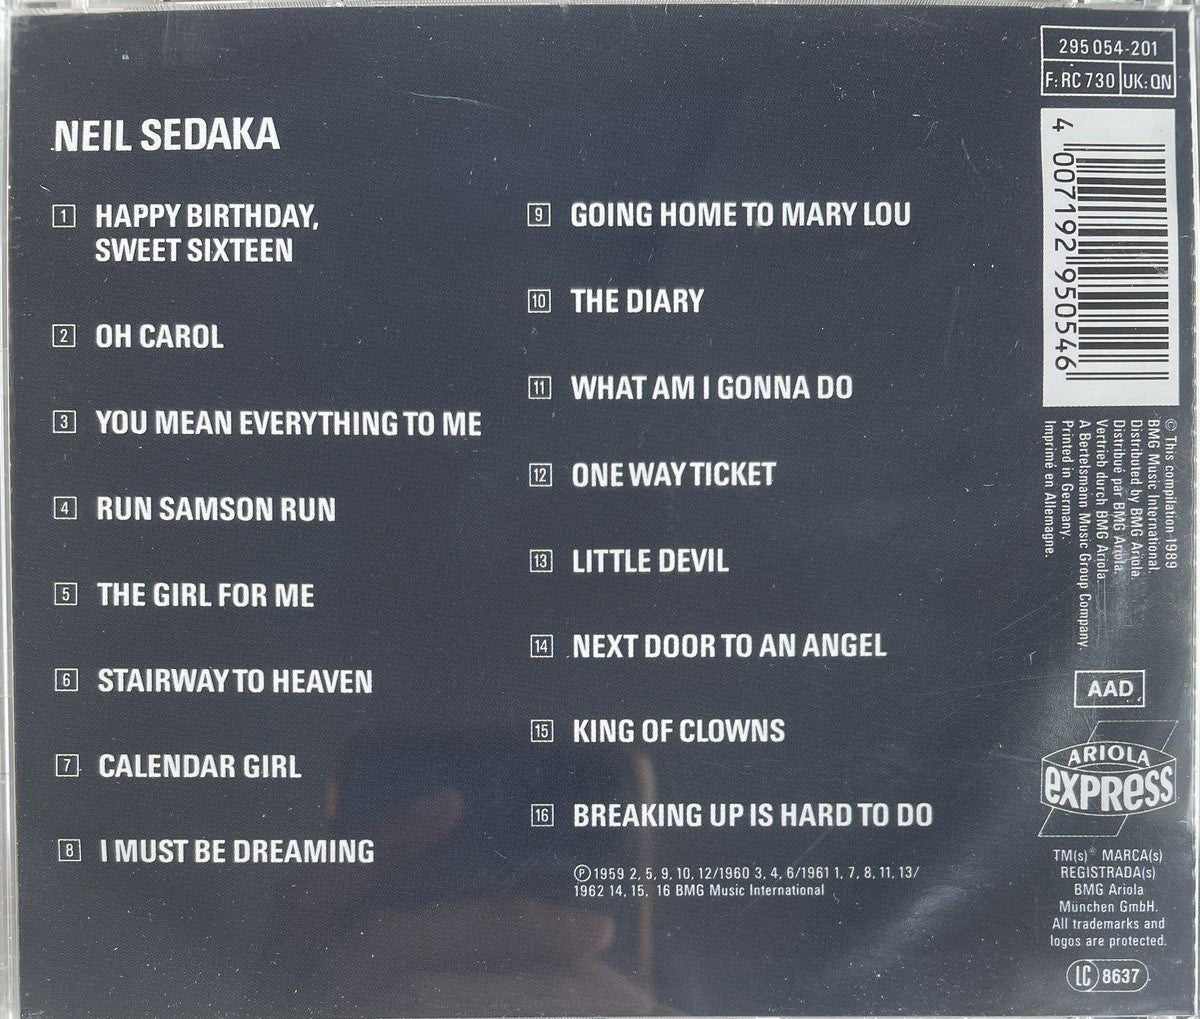 NEIL SEDAKA
1 HAPPY BIRTHDAY,
SWEET SIXTEEN
2 OH CAROL
3 YOU MEAN EVERYTHING TO ME
4 RUN SAMSON RUN
5 THE GIRL FOR ME
6 STAIRWAY TO HEAVEN
7 CALENDAR GIRL
8 I MUST BE DREAMING
9 GOING HOME TO MARY LOU
10 THE DIARY
11 WHAT AM I GONNA DO
12 ONE WAY TICKET
13 LITTLE DEVIL
14 NEXT DOOR TO AN ANGEL
15 KING OF CLOWNS
16 BREAKING UP IS HARD TO DO
Ⓟ 1959 2, 5, 9, 10, 12/1960 3, 4, 6/1961 1, 7, 8, 11, 13/
1962 14, 15, 16 BMG Music International
295 054-201
F: RC 730 UK: QN
4 007192 950546
© This compilation 1989
BMG Music International.
Distributed by BMG Ariola.
Distribué par BMG Ariola.
Vertrieb durch BMG Ariola.
A Bertelsmann Music Group Company.
Printed in Germany.
Imprimé en Allemagne.
AAD
ARIOLA
EXPRESS
TM(s)® MARCA(s)
REGISTRADA(s)
BMG Ariola
München GmbH.
All trademarks and
logos are protected.
LC 8637